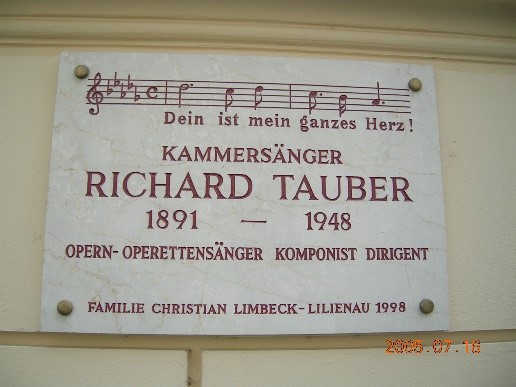 Dein ist mein ganzes Herz!
KAMMERSÄNGER
RICHARD TAUBER
1891 — 1948
OPERN-OPERETTENSÄNGER KOMPONIST DIRIGENT
FAMILIE CHRISTIAN LIMBECK-LILIENAU 1998
2005.07.16